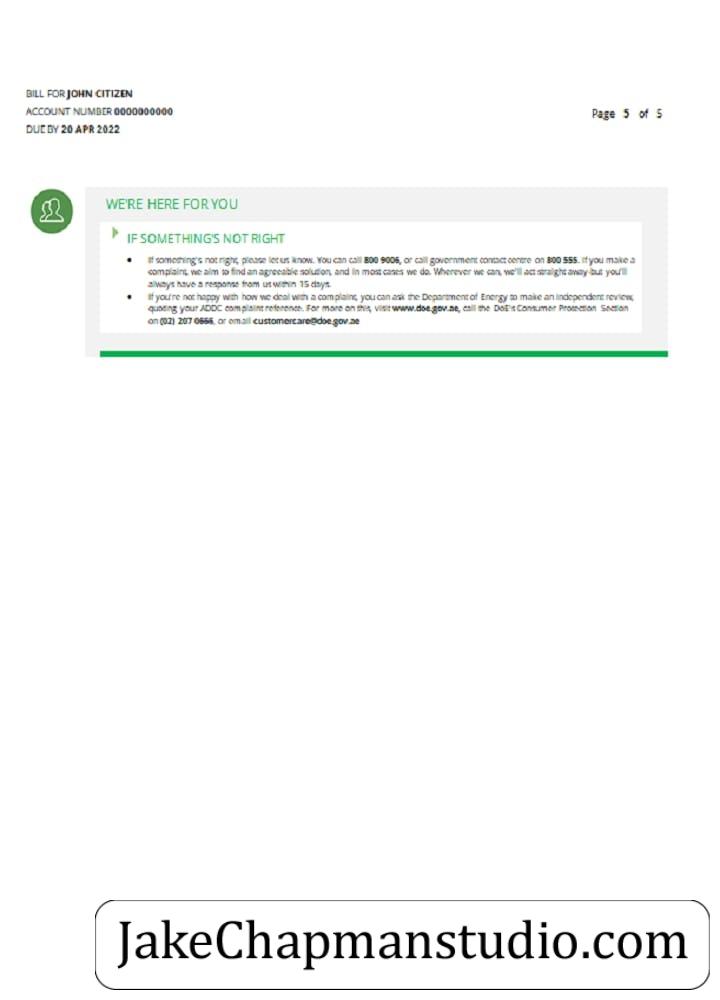 BILL FOR JOHN CITIZEN
ACCOUNT NUMBER 0000000000
Page 5 of 5
DUE BY 20 APR 2022
WE'RE HERE FOR YOU
IF SOMETHING'S NOT RIGHT
• If something's not right, please let us know. You can call 800 9006, or call government contact centre on 800 555. If you make a
complaint, we aim to find an agreeable solution, and in most cases we do. Wherever we can, we'll act straight away-but you'll
always have a response from us within 15 days.
• If you're not happy with how we deal with a complaint, you can ask the Department of Energy to make an independent review,
quoting your ADDC complaint reference. For more on this, visit www.doe.gov.ae, call the DoE's Consumer Protection Section
on (02) 207 0666, or email customercare@doe.gov.ae
JakeChapmanstudio.com